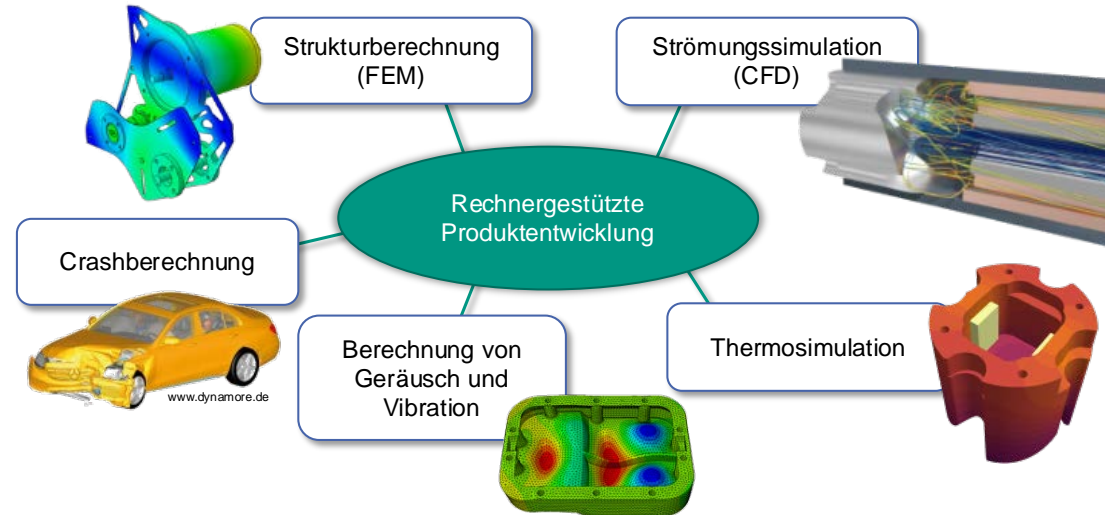 Strukturberechnung
(FEM)
Strömungssimulation
(CFD)
Rechnergestützte
Produktentwicklung
Crashberechnung
www.dynamore.de
Berechnung von
Geräusch und
Vibration
Thermosimulation